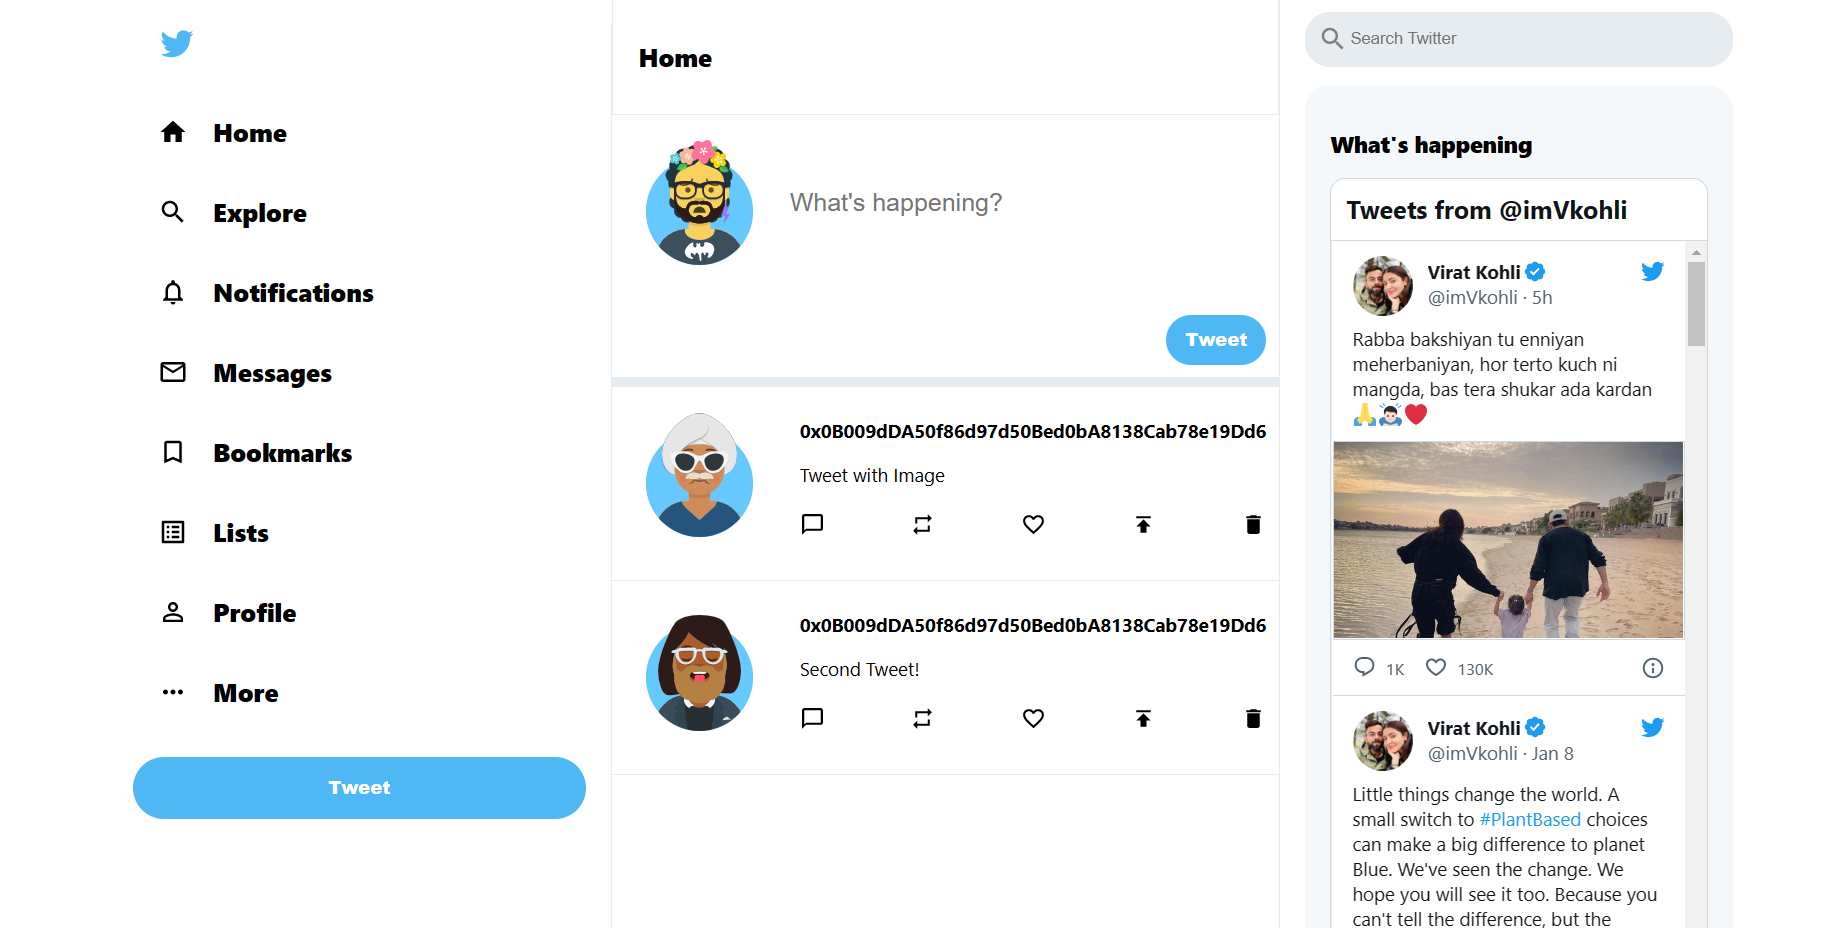 Home
Explore
Notifications
Messages
Bookmarks
Lists
Profile
More
Tweet
Home
What's happening?
Tweet
0x0B009dDA50f86d97d50Bed0bA8138Cab78e19Dd6
Tweet with Image
0x0B009dDA50f86d97d50Bed0bA8138Cab78e19Dd6
Second Tweet!
Search Twitter
What's happening
Tweets from @imVkohli
Virat Kohli
@imVkohli · 5h
Rabba bakshiyan tu enniyan
meherbaniyan, hor terto kuch ni
mangda, bas tera shukar ada kardan
🙏🙇🏻‍♂️❤️
1K 130K
Virat Kohli
@imVkohli · Jan 8
Little things change the world. A
small switch to #PlantBased choices
can make a big difference to planet
Blue. We've seen the change. We
hope you will see it too. Because you
can't tell the difference, but the